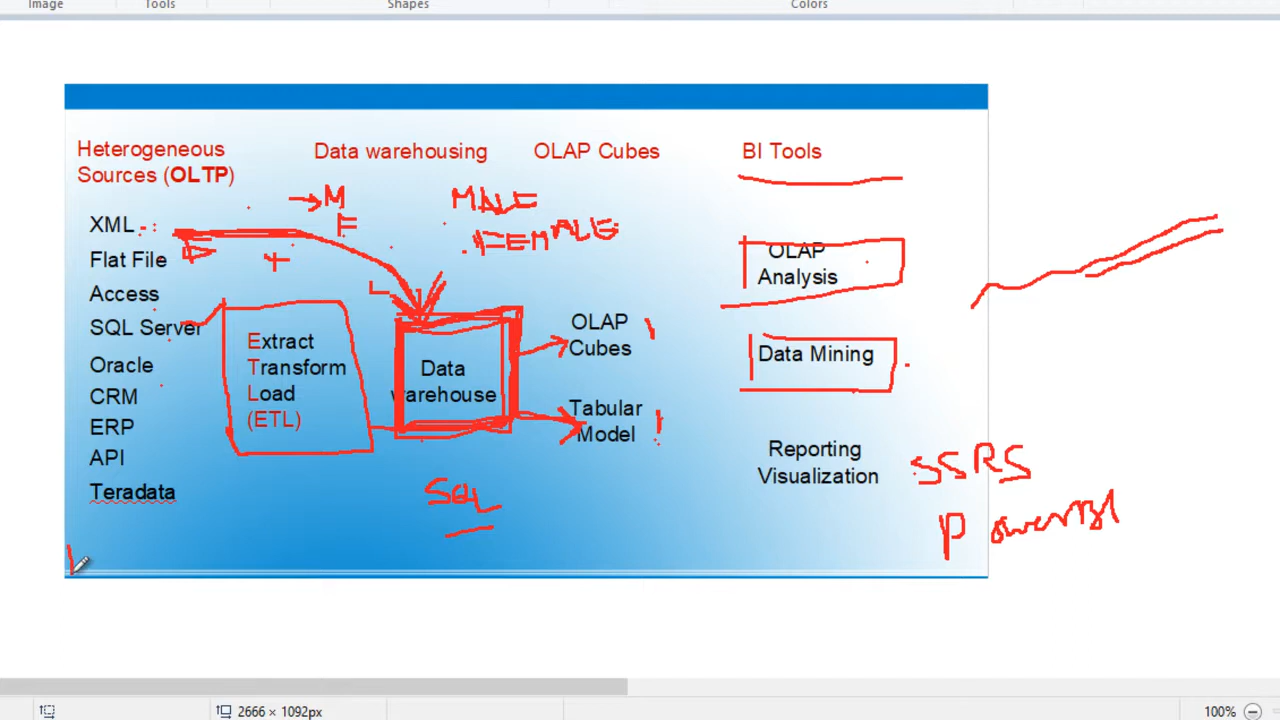 Image
Tools
Shapes
Colors
Heterogeneous
Sources (OLTP)
Data warehousing
OLAP Cubes
BI Tools
XML
Flat File
Access
SQL Server
Oracle
CRM
ERP
API
Teradata
→M
F
MALE
FEMALE
E
T
L
Extract
Transform
Load
(ETL)
Data
warehouse
SQL
OLAP
Cubes
Tabular
Model
OLAP
Analysis
Data Mining
Reporting
Visualization
SSRS
PowerBI
2666 × 1092px
100%